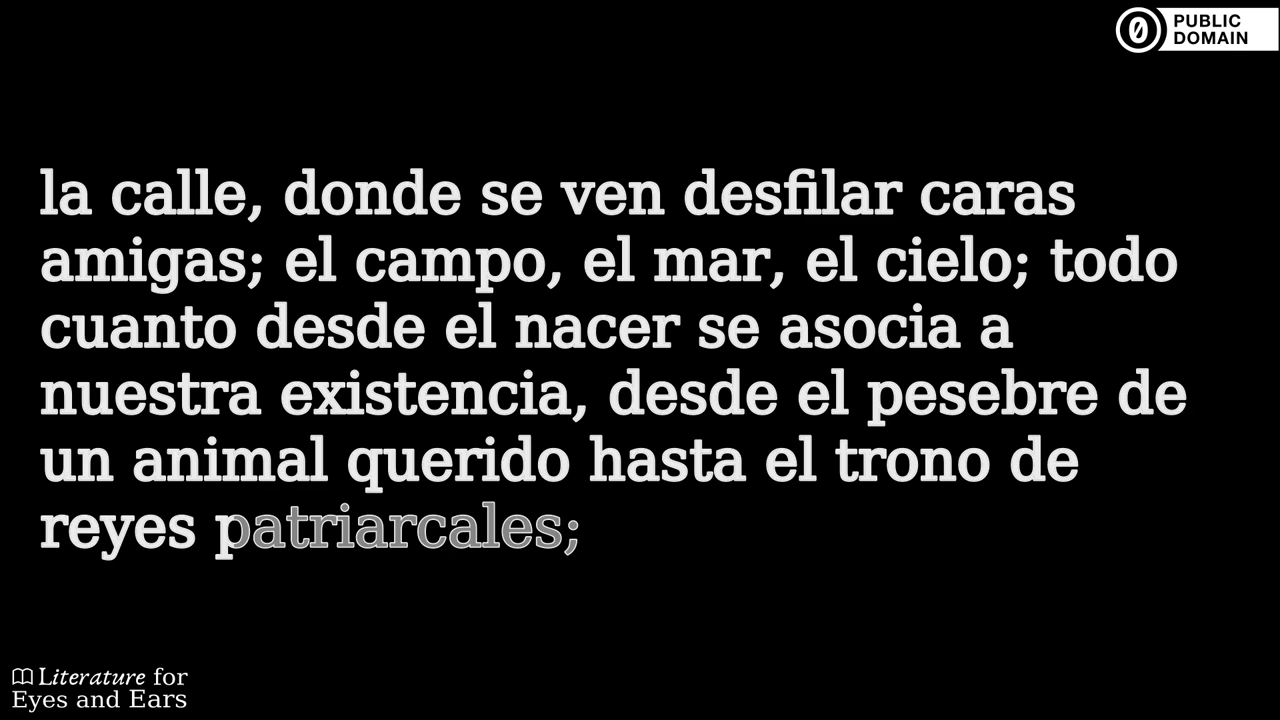 PUBLIC
DOMAIN
la calle, donde se ven desfilar caras
amigas; el campo, el mar, el cielo; todo
cuanto desde el nacer se asocia a
nuestra existencia, desde el pesebre de
un animal querido hasta el trono de
reyes patriarcales;
Literature for
Eyes and Ears